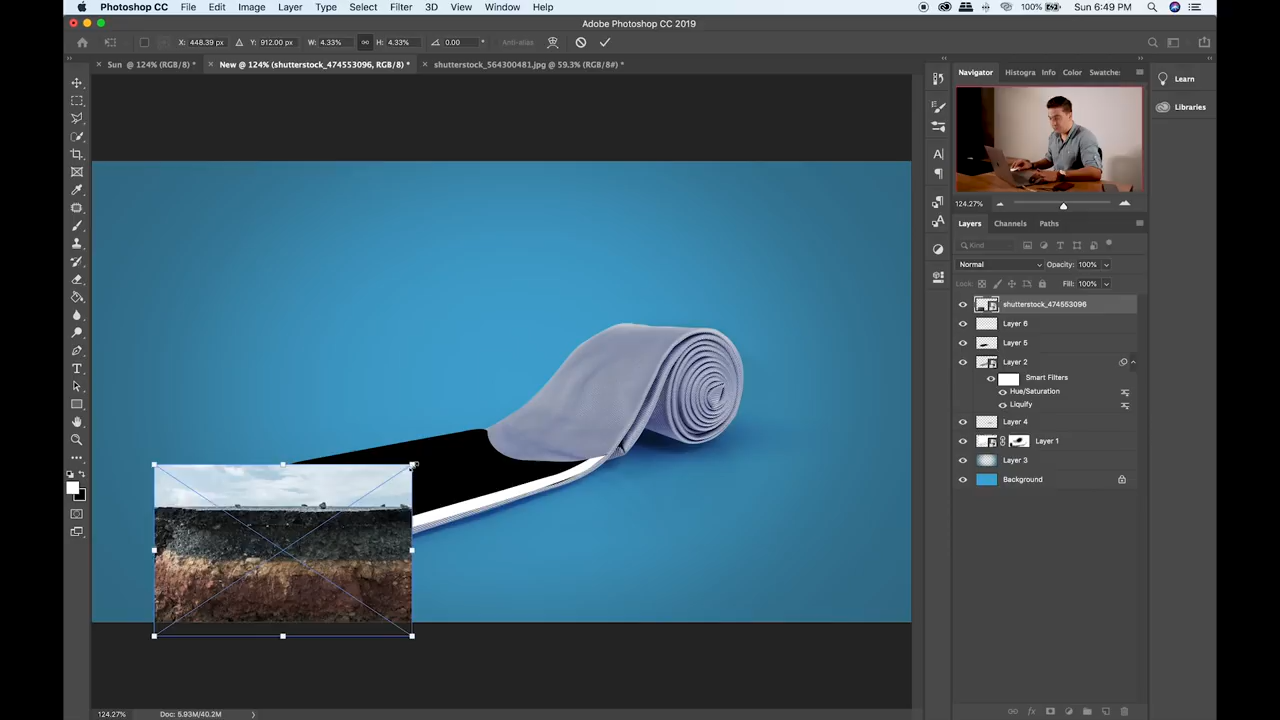 Photoshop CC File Edit Image Layer Type Select Filter 3D View Window Help 100% Sun 6:49 PM
Adobe Photoshop CC 2019
X: 448.39 px Y: 912.00 px W: 4.33% H: 4.33% 0.00 ° Anti-alias
Sun @ 124% (RGB/8) * New @ 124% (shutterstock_474553096, RGB/8) * shutterstock_564300481.jpg @ 59.3% (RGB/8#) *
Navigator Histogra Info Color Swatche:
Learn
Libraries
124.27%
Layers Channels Paths
Kind
Normal Opacity: 100%
Lock: Fill: 100%
shutterstock_474553096
Layer 6
Layer 5
Layer 2
Smart Filters
Hue/Saturation
Liquify
Layer 4
Layer 1
Layer 3
Background
124.27% Doc: 5.93M/40.2M